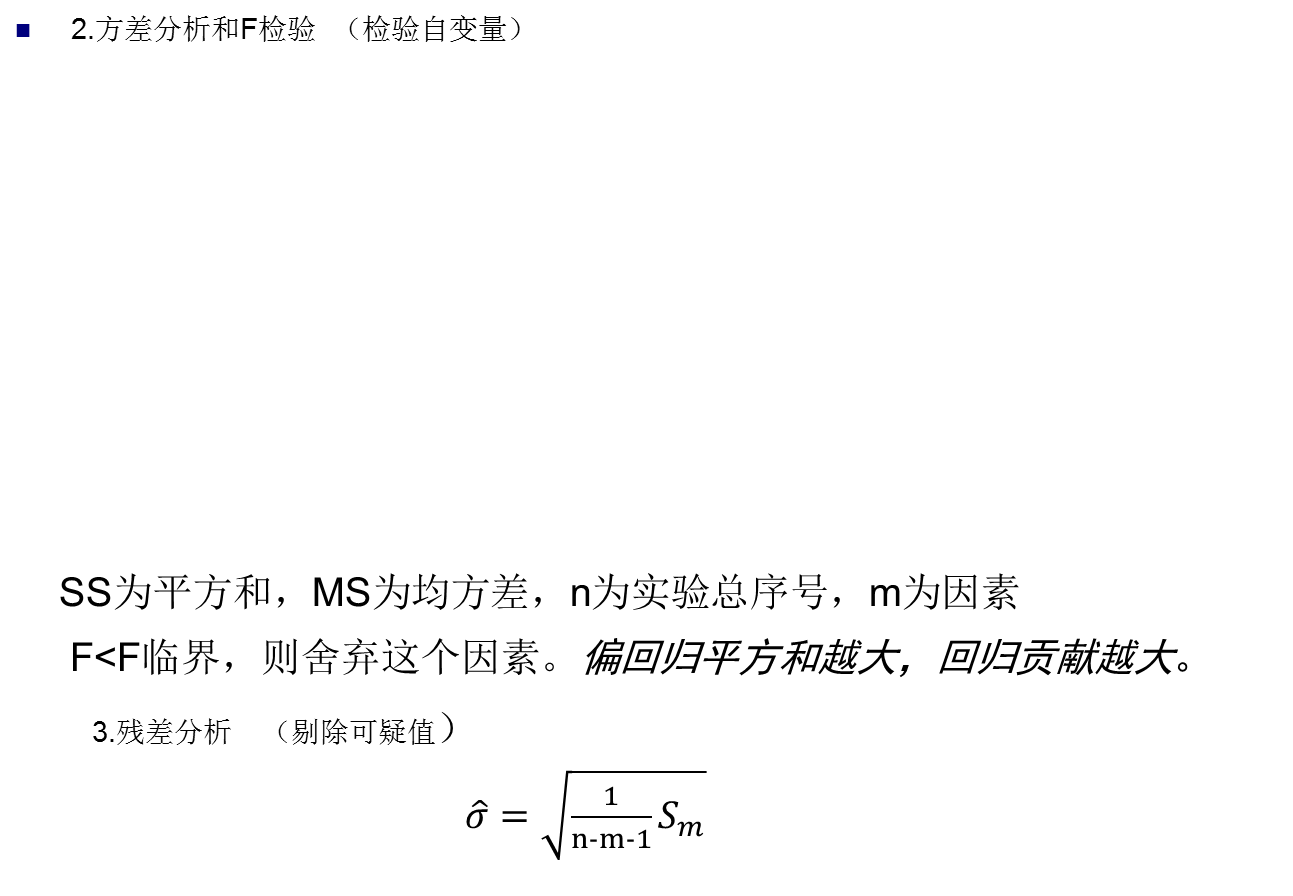 ■ 2.方差分析和F检验 （检验自变量）
SS为平方和，MS为均方差，n为实验总序号，m为因素
F<F临界，则舍弃这个因素。偏回归平方和越大，回归贡献越大。
3.残差分析 （剔除可疑值）
σ̂ = √(1/(n-m-1) Sₘ)